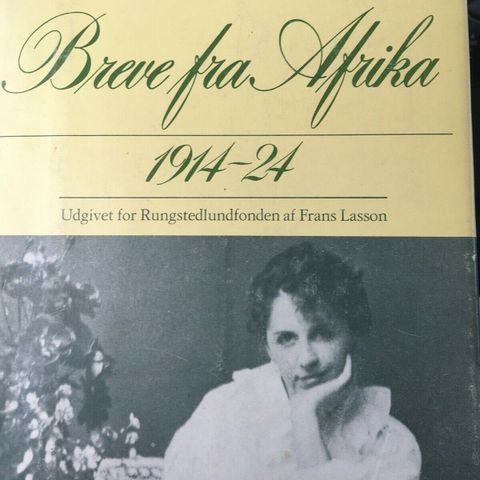 Breve fra Afrika
1914-24
Udgivet for Rungstedlundfonden af Frans Lasson